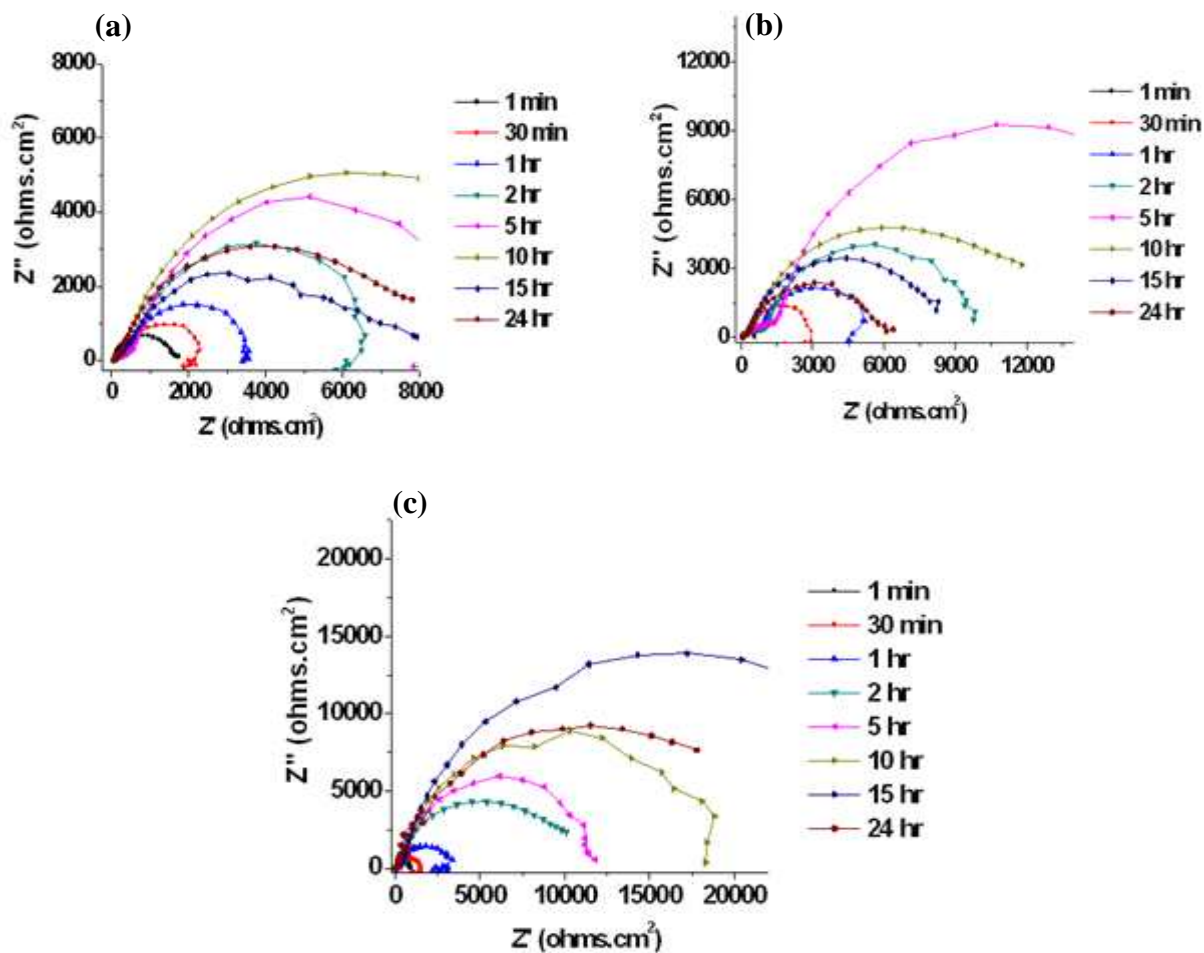 (a)
8000
6000
4000
2000
0
Z'' (ohms.cm²)
0 2000 4000 6000 8000
Z' (ohms.cm²)
1 min
30 min
1 hr
2 hr
5 hr
10 hr
15 hr
24 hr
(b)
12000
9000
6000
3000
0
Z'' (ohms.cm²)
0 3000 6000 9000 12000
Z' (ohms.cm²)
1 min
30 min
1 hr
2 hr
5 hr
10 hr
15 hr
24 hr
(c)
20000
15000
10000
5000
0
Z'' (ohms.cm²)
0 5000 10000 15000 20000
Z' (ohms.cm²)
1 min
30 min
1 hr
2 hr
5 hr
10 hr
15 hr
24 hr